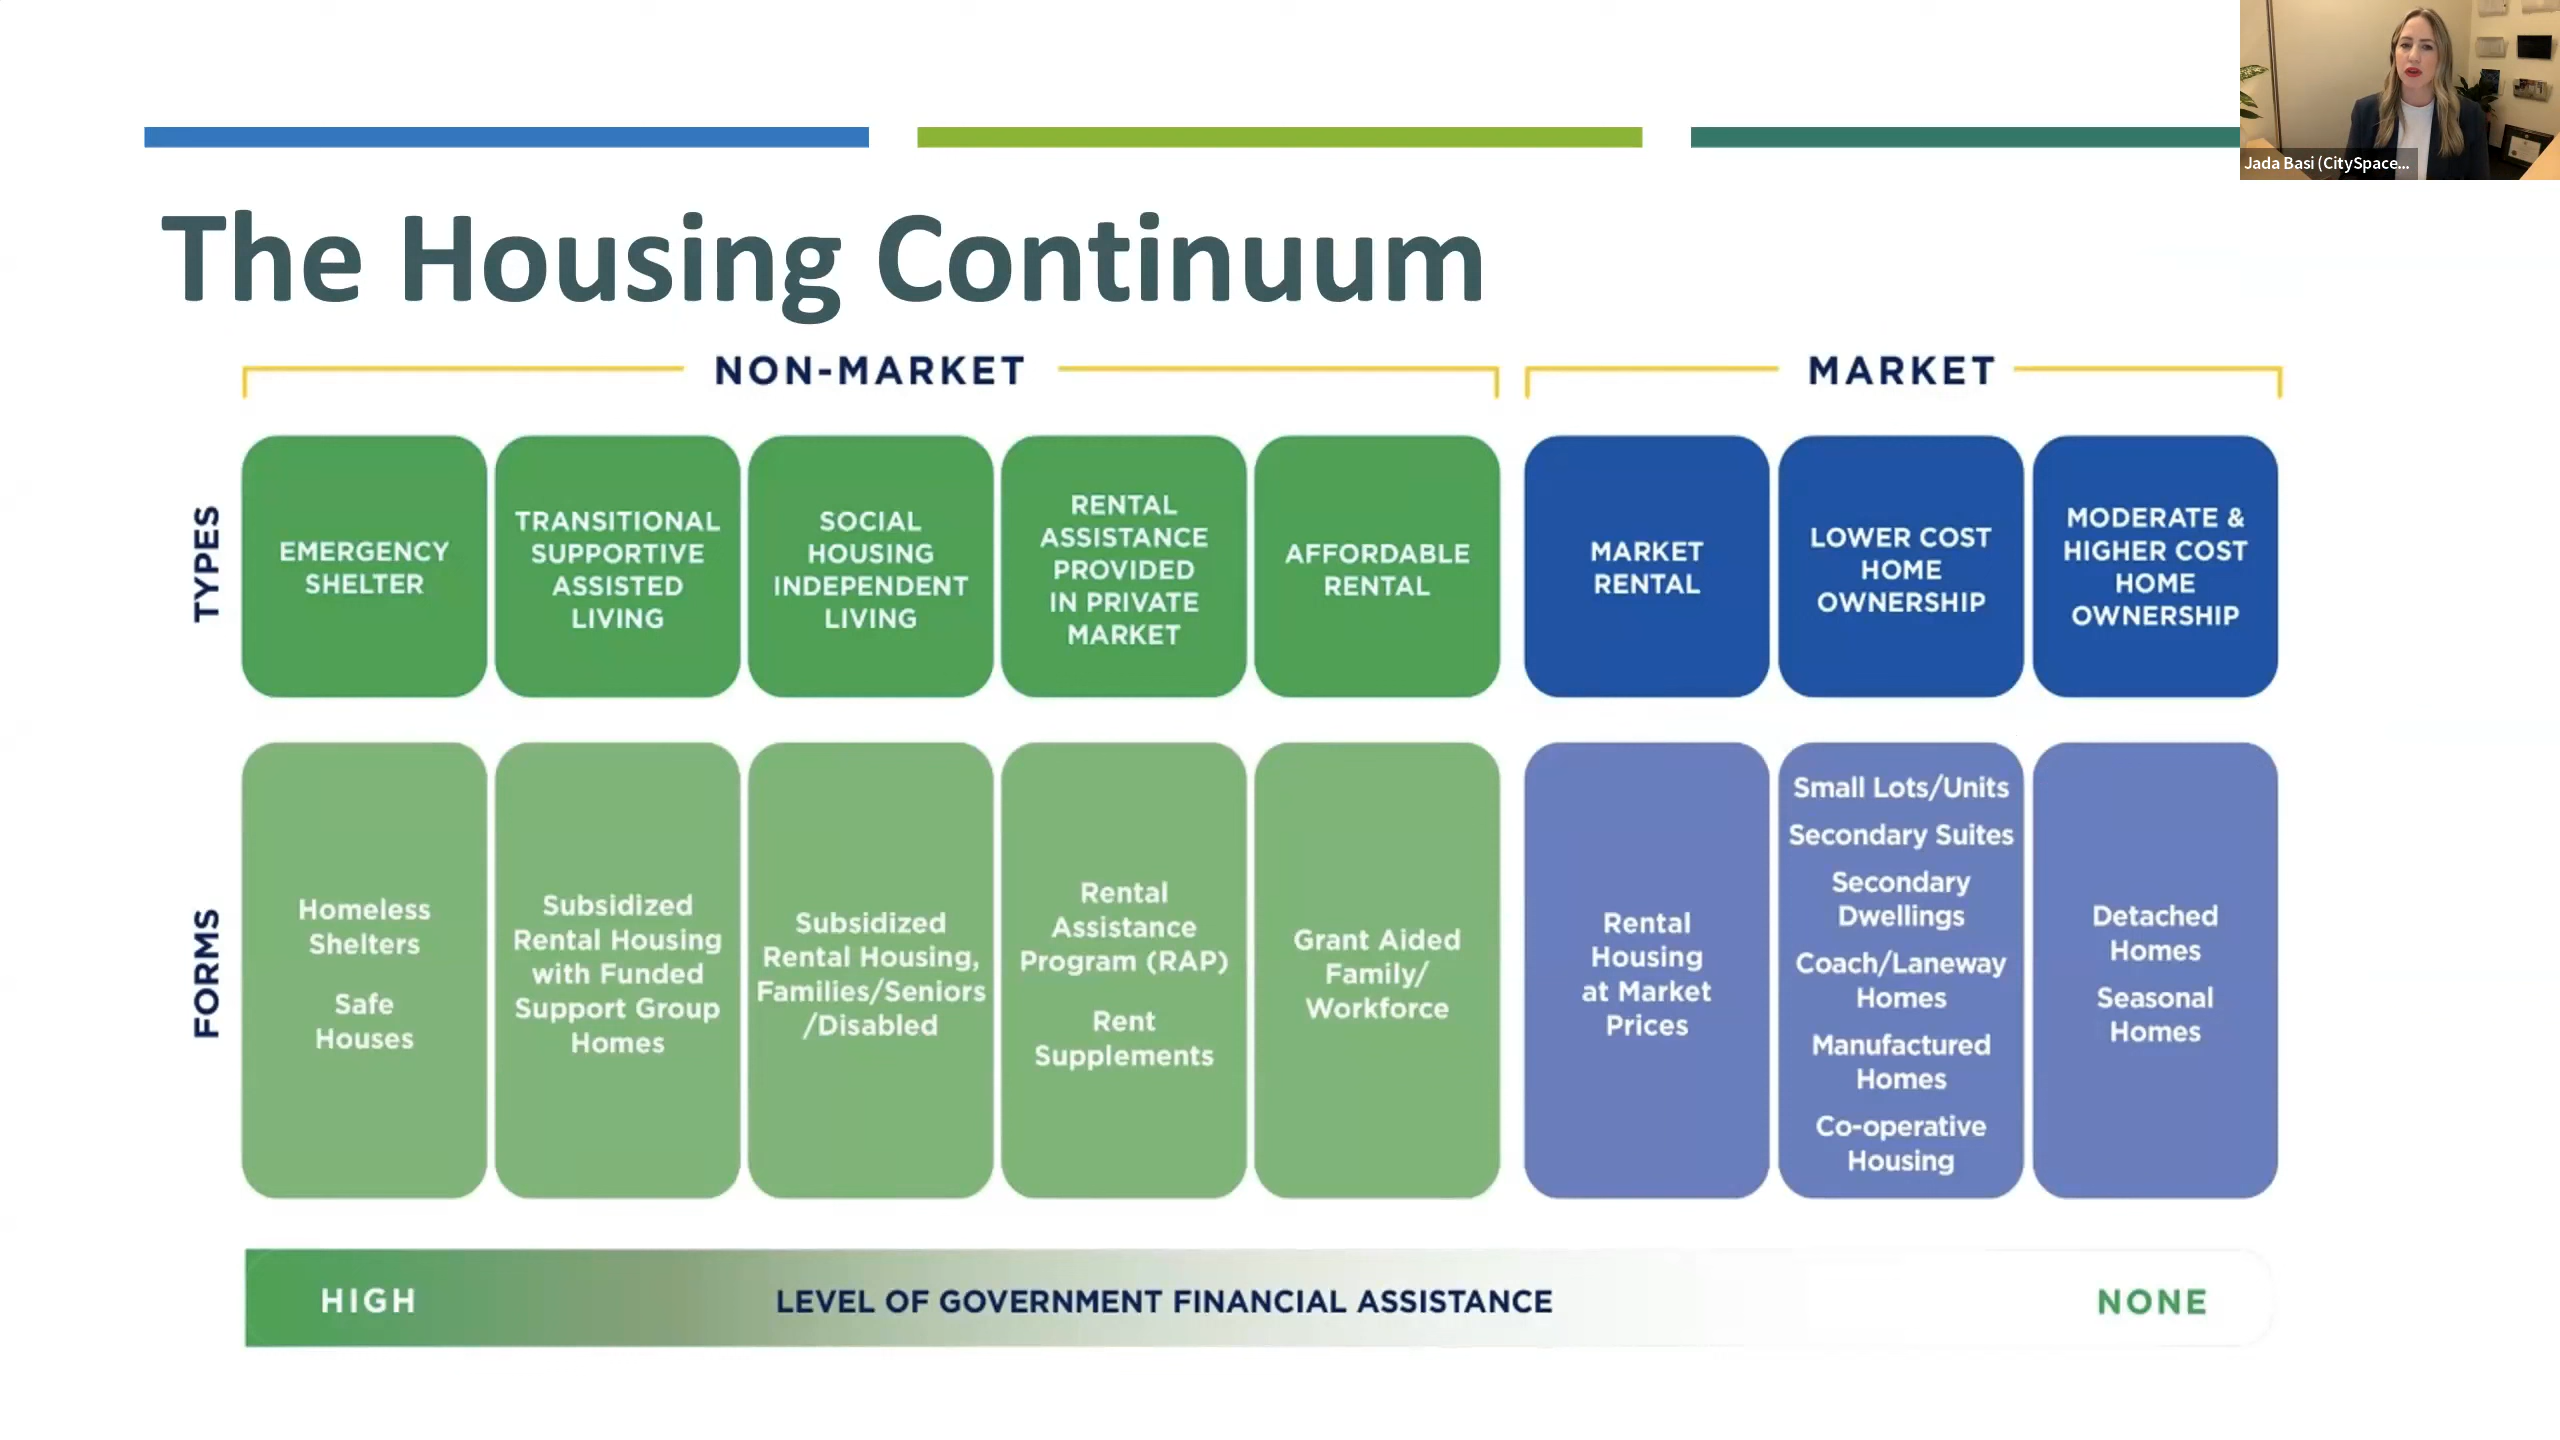 Jada Basi (CitySpace...
The Housing Continuum
NON-MARKET
MARKET
TYPES
EMERGENCY
SHELTER
TRANSITIONAL
SUPPORTIVE
ASSISTED
LIVING
SOCIAL
HOUSING
INDEPENDENT
LIVING
RENTAL
ASSISTANCE
PROVIDED
IN PRIVATE
MARKET
AFFORDABLE
RENTAL
MARKET
RENTAL
LOWER COST
HOME
OWNERSHIP
MODERATE &
HIGHER COST
HOME
OWNERSHIP
FORMS
Homeless
Shelters
Safe
Houses
Subsidized
Rental Housing
with Funded
Support Group
Homes
Subsidized
Rental Housing,
Families/Seniors
/Disabled
Rental
Assistance
Program (RAP)
Rent
Supplements
Grant Aided
Family/
Workforce
Rental
Housing
at Market
Prices
Small Lots/Units
Secondary Suites
Secondary
Dwellings
Coach/Laneway
Homes
Manufactured
Homes
Co-operative
Housing
Detached
Homes
Seasonal
Homes
HIGH
LEVEL OF GOVERNMENT FINANCIAL ASSISTANCE
NONE